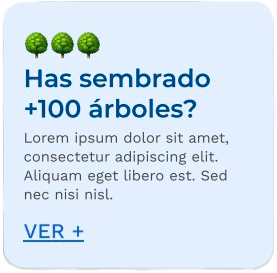 Has sembrado
+100 árboles?
Lorem ipsum dolor sit amet,
consectetur adipiscing elit.
Aliquam eget libero est. Sed
nec nisi nisl.
VER +